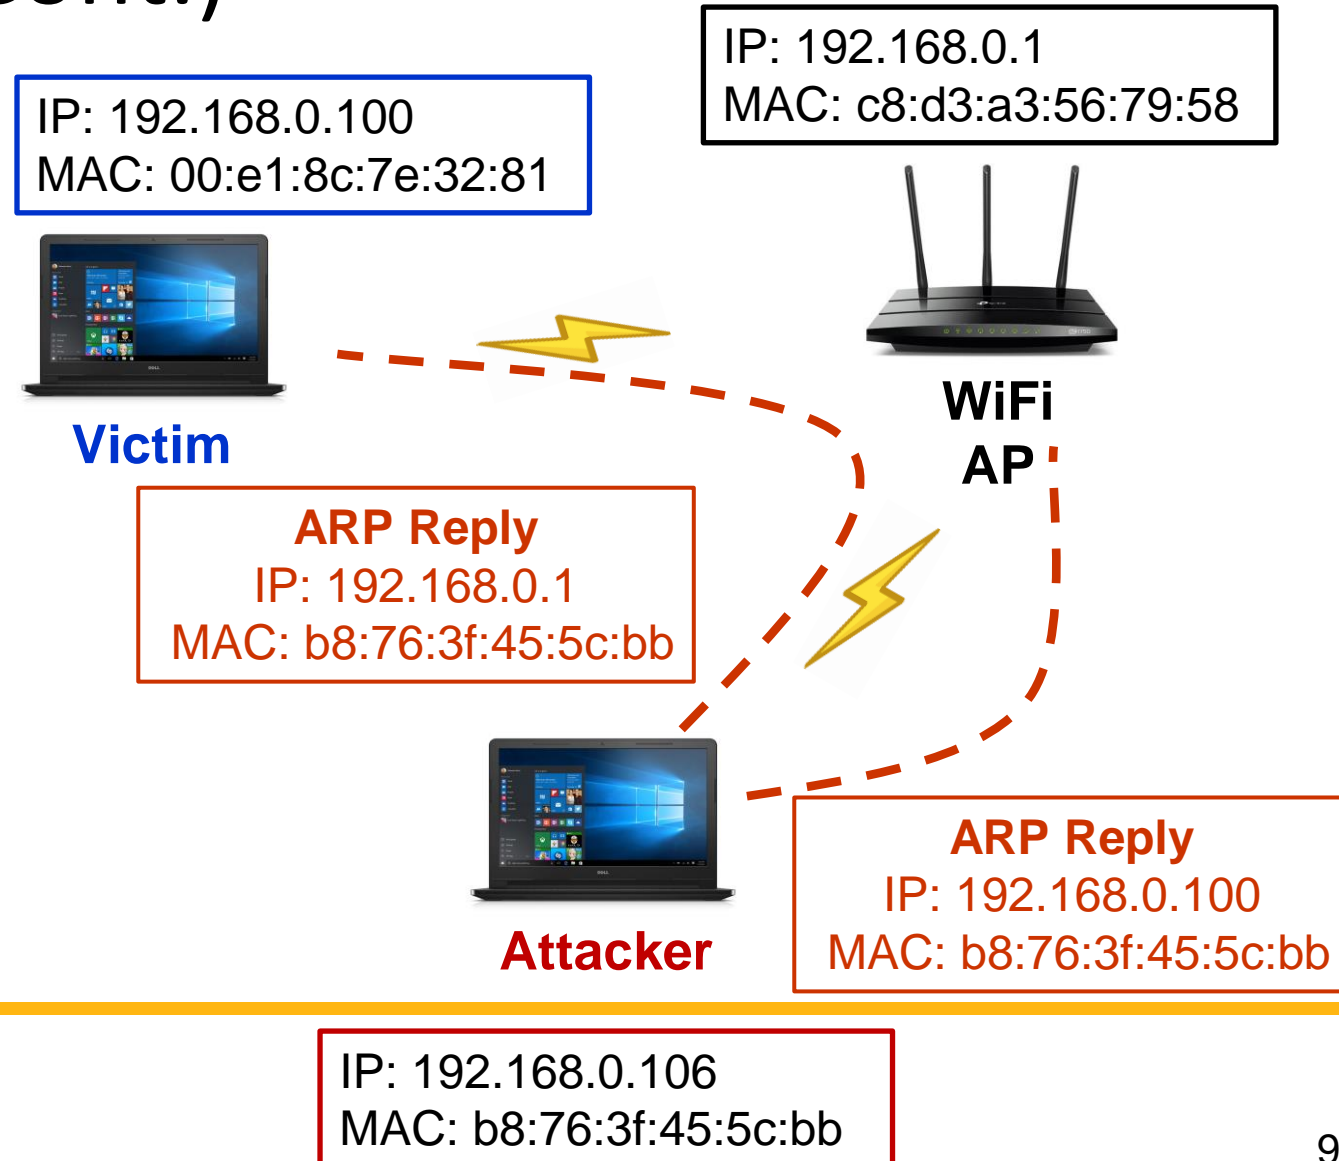 IP: 192.168.0.1
MAC: c8:d3:a3:56:79:58
IP: 192.168.0.100
MAC: 00:e1:8c:7e:32:81
WiFi
AP
Victim
ARP Reply
IP: 192.168.0.1
MAC: b8:76:3f:45:5c:bb
ARP Reply
IP: 192.168.0.100
MAC: b8:76:3f:45:5c:bb
Attacker
IP: 192.168.0.106
MAC: b8:76:3f:45:5c:bb
9